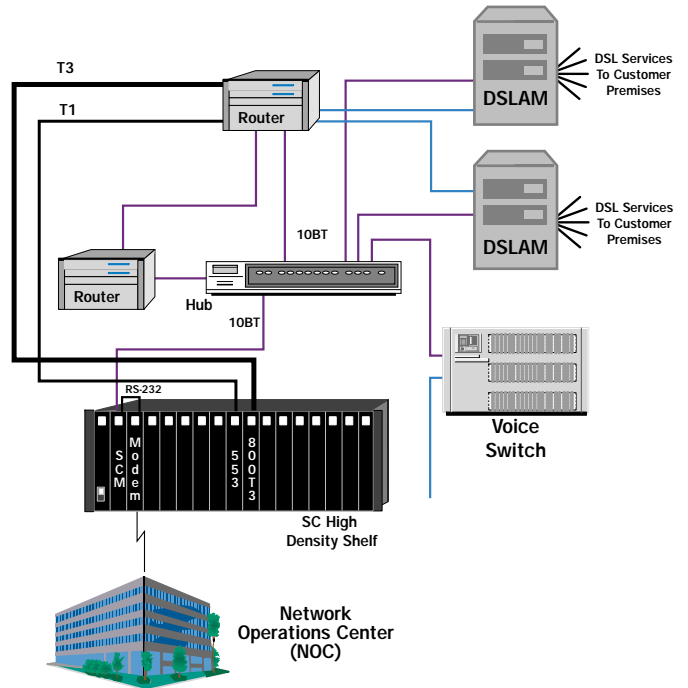 T3
T1
Router
DSLAM
DSL Services
To Customer
Premises
DSLAM
DSL Services
To Customer
Premises
10BT
Router
Hub
10BT
RS-232
SCM
Modem
553
800T3
Voice
Switch
SC High
Density Shelf
Network
Operations Center
(NOC)